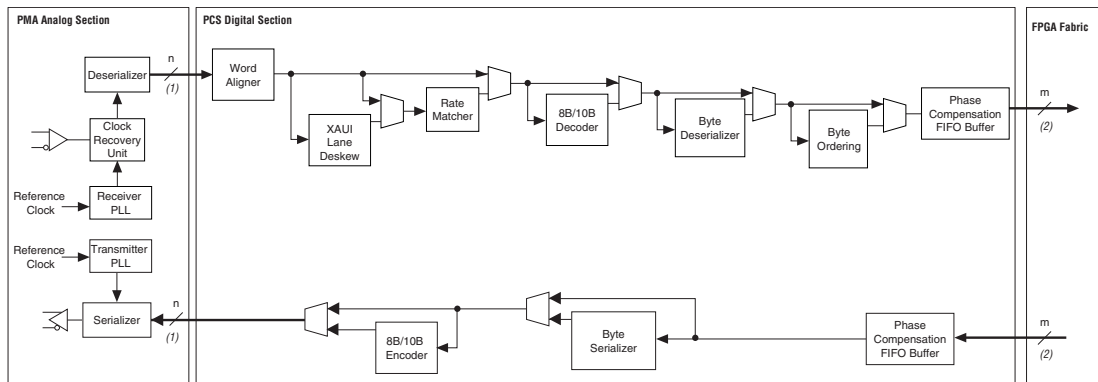 PMA Analog Section
PCS Digital Section
FPGA Fabric
n
(1)
Deserializer
Word
Aligner
Clock
Recovery
Unit
XAUI
Lane
Deskew
Rate
Matcher
8B/10B
Decoder
Byte
Deserializer
Byte
Ordering
Phase
Compensation
FIFO Buffer
m
(2)
Reference
Clock
Receiver
PLL
Reference
Clock
Transmitter
PLL
Serializer
n
(1)
8B/10B
Encoder
Byte
Serializer
Phase
Compensation
FIFO Buffer
m
(2)